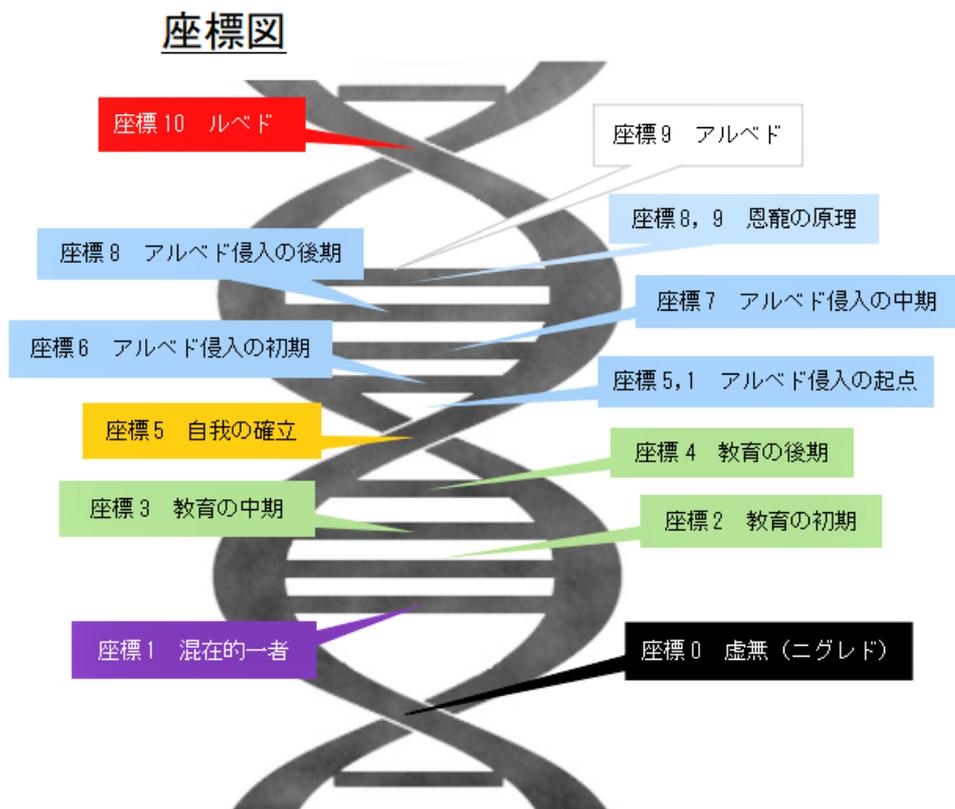 座標図
座標10　ルベド
座標9　アルベド
座標8, 9　恩寵の原理
座標8　アルベド侵入の後期
座標7　アルベド侵入の中期
座標6　アルベド侵入の初期
座標5,1　アルベド侵入の起点
座標5　自我の確立
座標4　教育の後期
座標3　教育の中期
座標2　教育の初期
座標1　混在的一者
座標0　虚無（ニグレド）